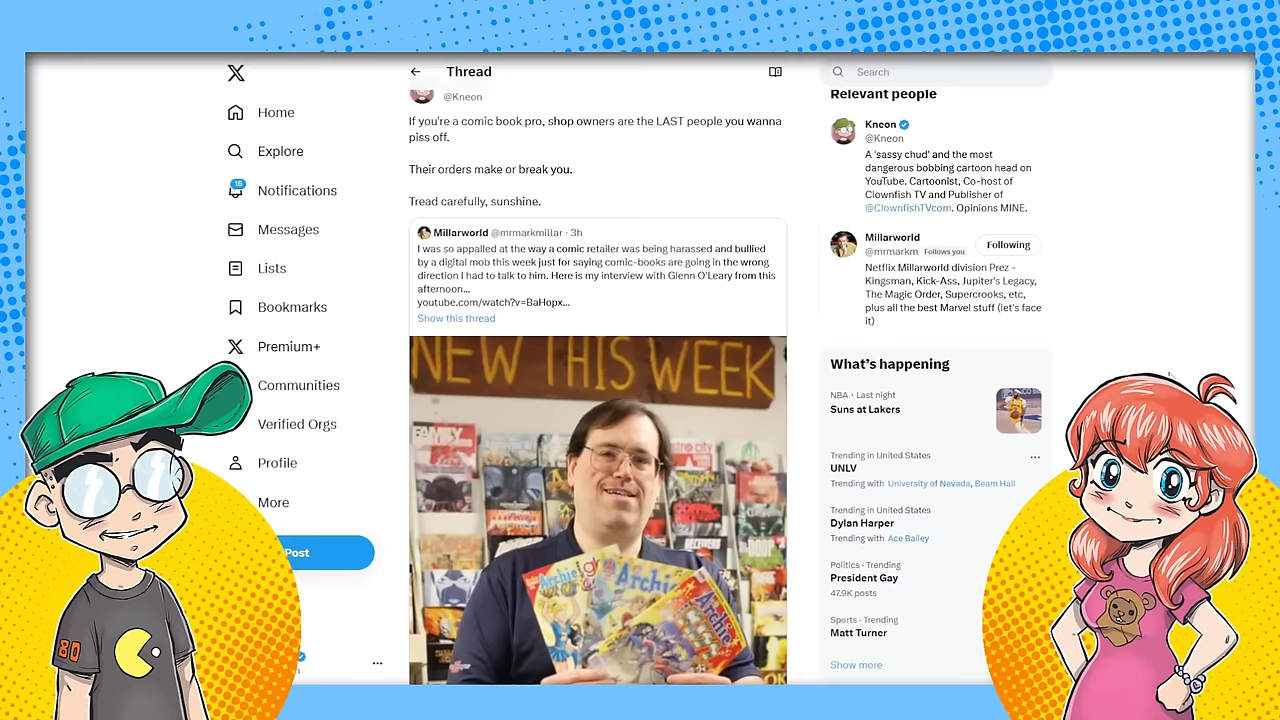 Thread
Search
@Kneon
If you're a comic book pro, shop owners are the LAST people you wanna
piss off.
Their orders make or break you.
Tread carefully, sunshine.
Millarworld @mrmarkmillar · 3h
I was so appalled at the way a comic retailer was being harassed and bullied
by a digital mob this week just for saying comic-books are going in the wrong
direction I had to talk to him. Here is my interview with Glenn O'Leary from this
afternoon...
youtube.com/watch?v=BaHopx...
Show this thread
NEW THIS WEEK
FAMILY
Archie
Archie
Archie's
Home
Explore
16
Notifications
Messages
Lists
Bookmarks
Premium+
Communities
Verified Orgs
Profile
More
Post
80
Relevant people
Kneon
@Kneon
A 'sassy chud' and the most
dangerous bobbing cartoon head on
YouTube. Cartoonist, Co-host of
Clownfish TV and Publisher of
@ClownfishTVcom. Opinions MINE.
Millarworld
@mrmarkm Follows you
Following
Netflix Millarworld division Prez -
Kingsman, Kick-Ass, Jupiter's Legacy,
The Magic Order, Supercrooks, etc,
plus all the best Marvel stuff (let's face
it)
What's happening
NBA · Last night
Suns at Lakers
Trending in United States
UNLV
Trending with University of Nevada, Beam Hall
Trending in United States
Dylan Harper
Trending with Ace Bailey
Politics · Trending
President Gay
47.9K posts
Sports · Trending
Matt Turner
Show more